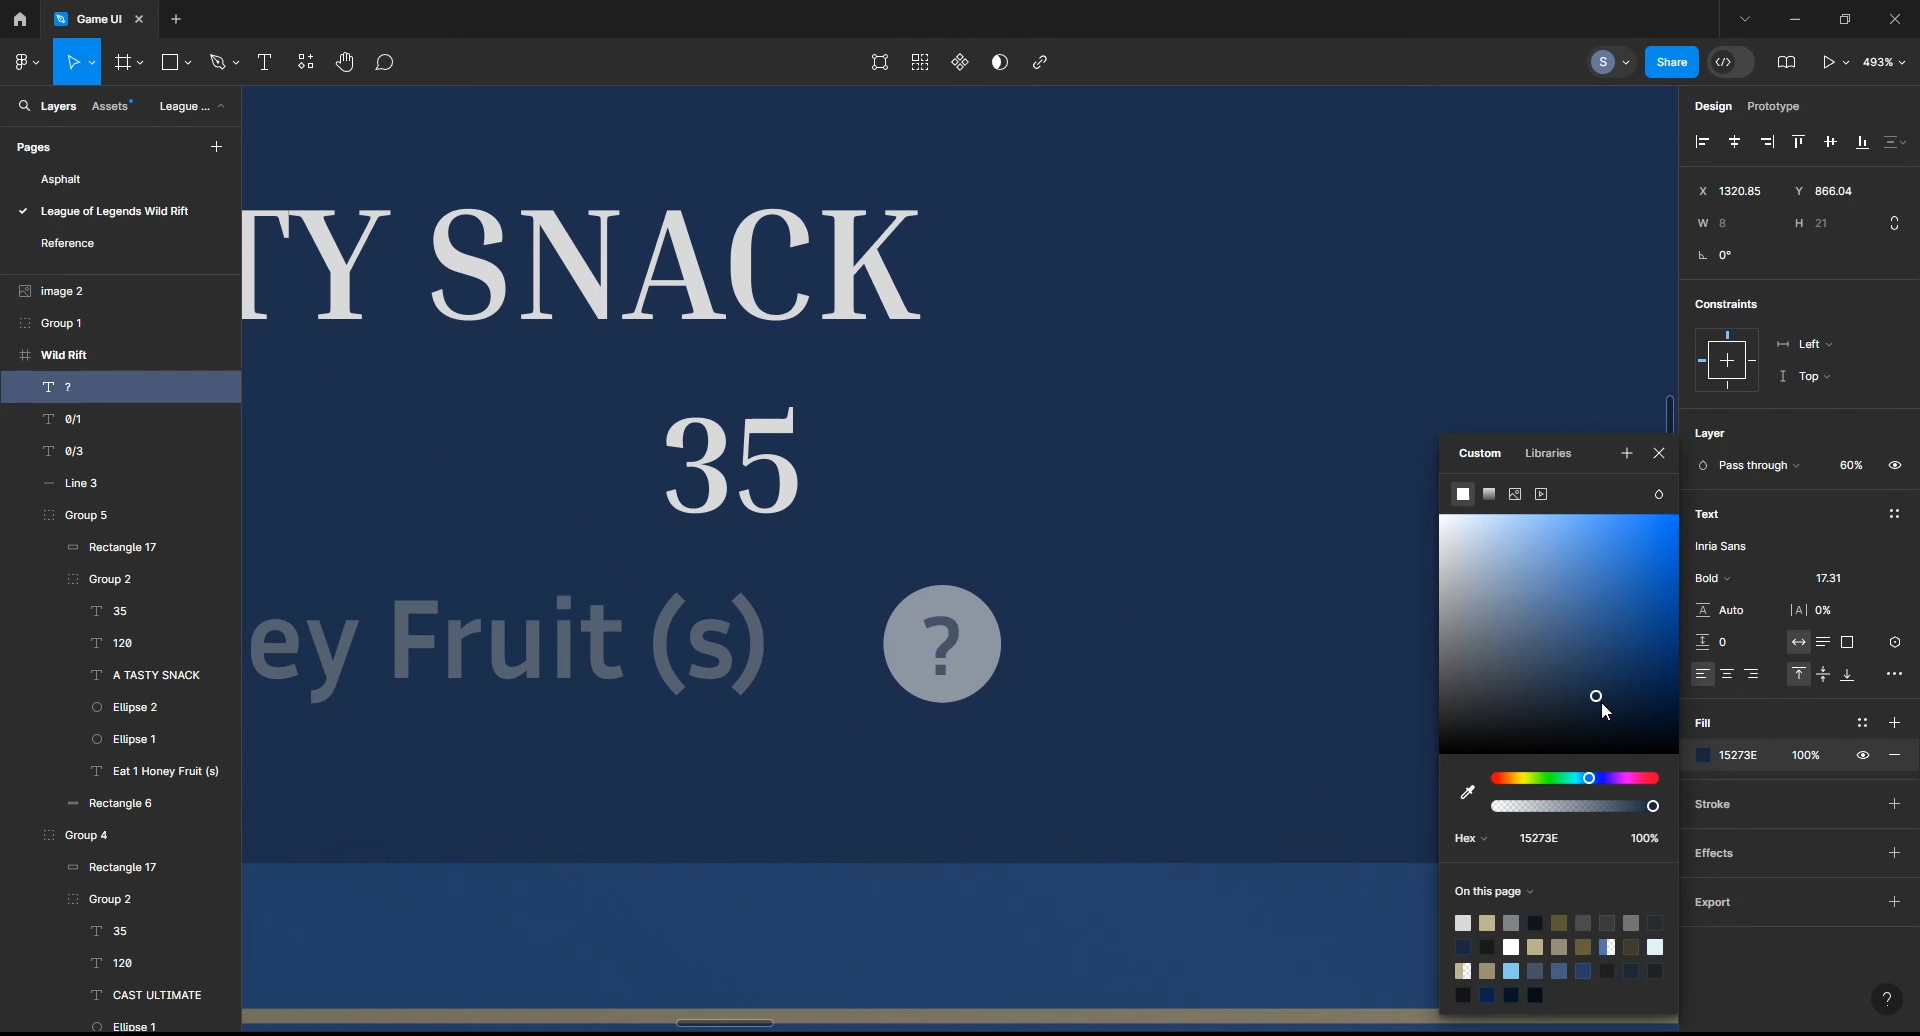 Game UI
S
Share
493%
Layers
Assets
League ...
Pages
Asphalt
League of Legends Wild Rift
Reference
image 2
Group 1
Wild Rift
?
0/1
0/3
Line 3
Group 5
Rectangle 17
Group 2
35
120
A TASTY SNACK
Ellipse 2
Ellipse 1
Eat 1 Honey Fruit (s)
Rectangle 6
Group 4
Rectangle 17
Group 2
35
120
CAST ULTIMATE
Ellipse 1
TY SNACK
35
ey Fruit (s)
?
Custom
Libraries
Hex
15273E
100%
On this page
Design
Prototype
X 1320.85
Y 866.04
W 8
H 21
0°
Constraints
Left
Top
Layer
Pass through
60%
Text
Inria Sans
Bold
17.31
A Auto
|A| 0%
0
Fill
15273E
100%
Stroke
Effects
Export
?